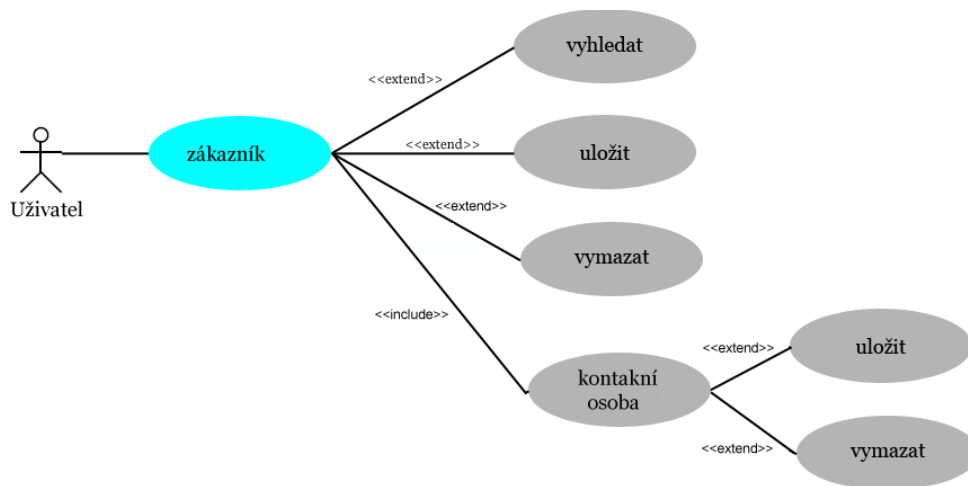 vyhledat
<<extend>>
zákazník
<<extend>>
uložit
Uživatel
<<extend>>
vymazat
<<include>>
kontakní
osoba
<<extend>>
uložit
<<extend>>
vymazat